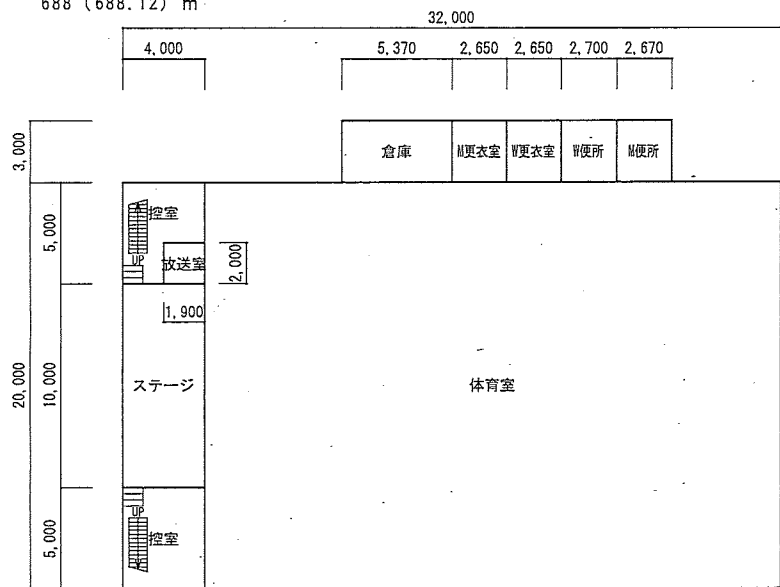 688 (688.12) m
32,000
4,000 5,370 2,650 2,650 2,700 2,670
3,000
倉庫 M更衣室 W更衣室 W便所 M便所
5,000
控室
UP
放送室
2,000
1,900
20,000
10,000
ステージ
体育室
UP
5,000
控室